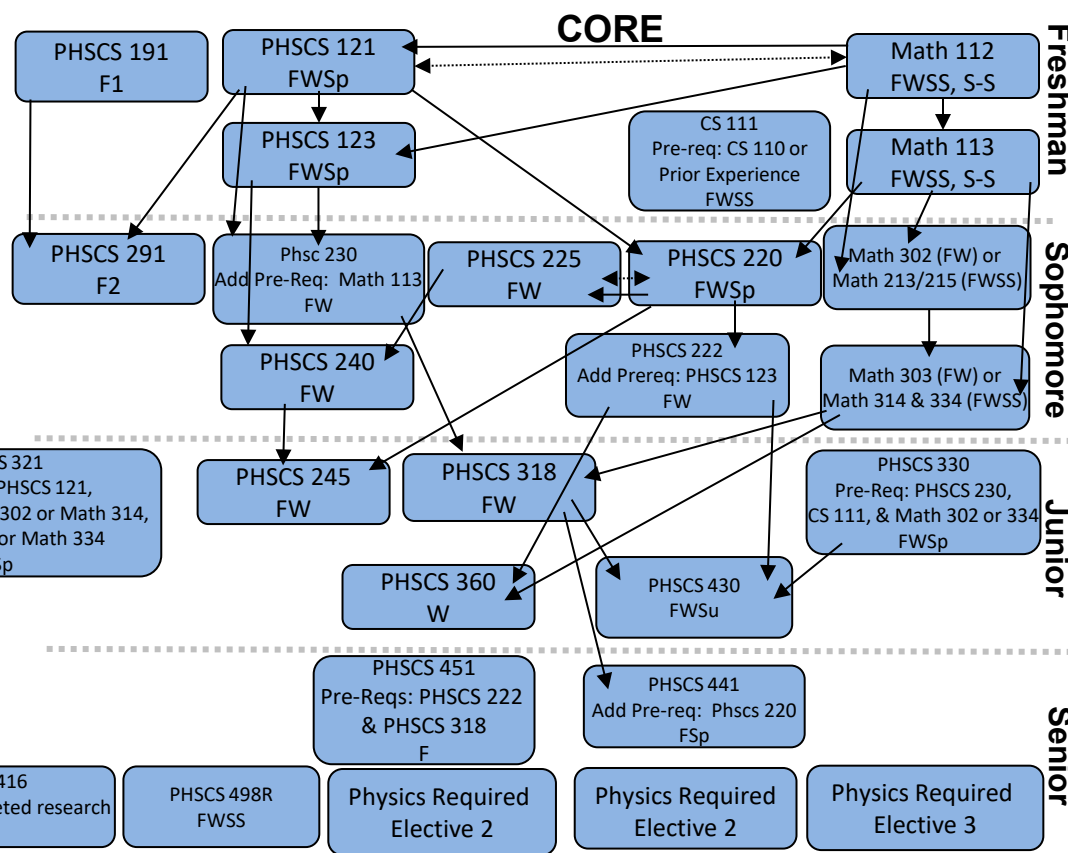 CORE
Freshman
PHSCS 191
F1
PHSCS 121
FWSp
Math 112
FWSS, S-S
PHSCS 123
FWSp
CS 111
Pre-req: CS 110 or
Prior Experience
FWSS
Math 113
FWSS, S-S
Sophomore
PHSCS 291
F2
Phsc 230
Add Pre-Req: Math 113
FW
PHSCS 225
FW
PHSCS 220
FWSp
Math 302 (FW) or
Math 213/215 (FWSS)
PHSCS 240
FW
PHSCS 222
Add Prereq: PHSCS 123
FW
Math 303 (FW) or
Math 314 & 334 (FWSS)
Junior
S 321
PHSCS 121,
302 or Math 314,
or Math 334
Sp
PHSCS 245
FW
PHSCS 318
FW
PHSCS 330
Pre-Req: PHSCS 230,
CS 111, & Math 302 or 334
FWSp
PHSCS 360
W
PHSCS 430
FWSu
Senior
PHSCS 451
Pre-Reqs: PHSCS 222
& PHSCS 318
F
PHSCS 441
Add Pre-req: Phscs 220
FSp
416
eted research
PHSCS 498R
FWSS
Physics Required
Elective 2
Physics Required
Elective 2
Physics Required
Elective 3